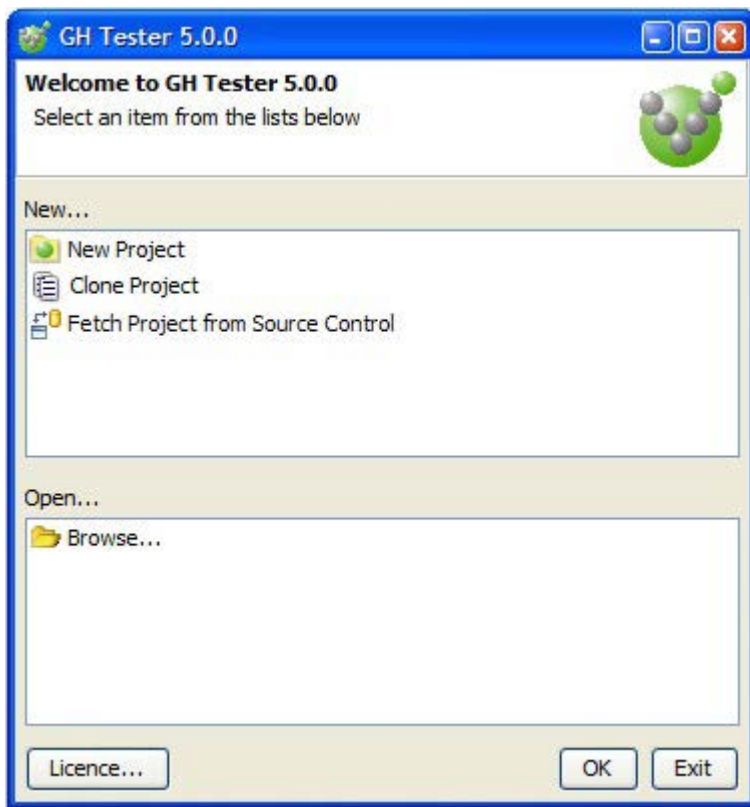 GH Tester 5.0.0
Welcome to GH Tester 5.0.0
Select an item from the lists below
New...
New Project
Clone Project
Fetch Project from Source Control
Open...
Browse...
Licence... OK Exit